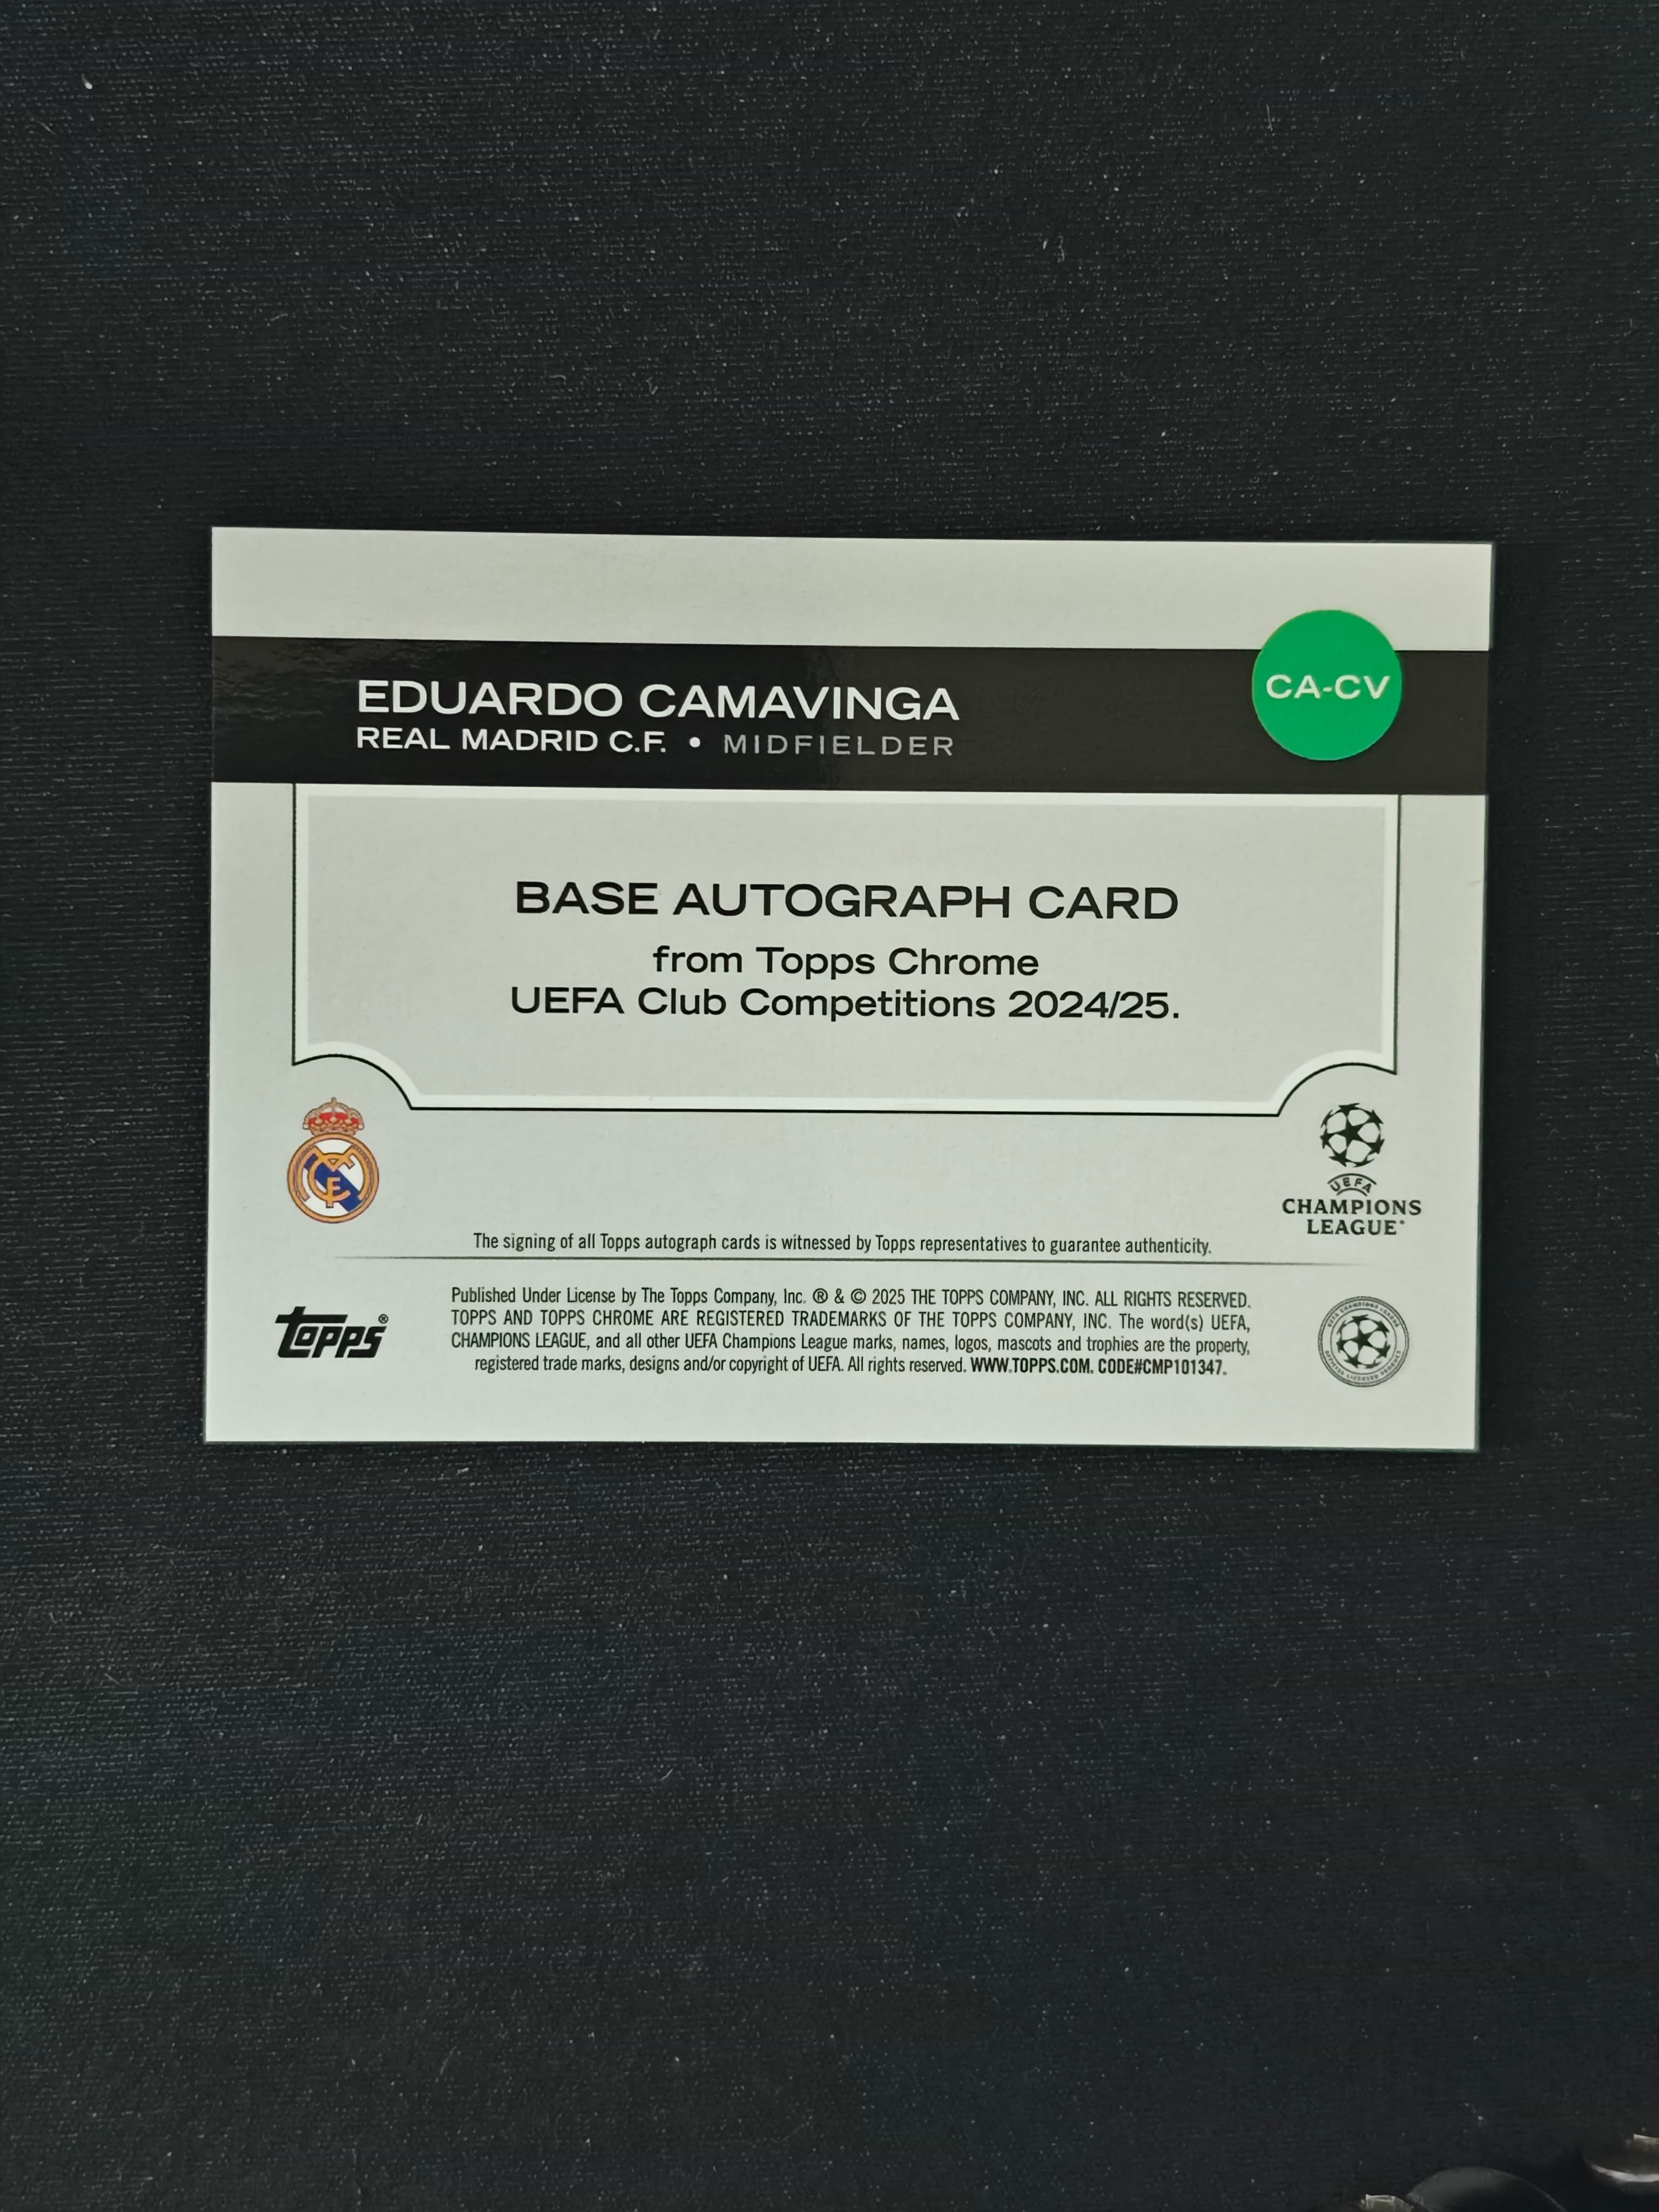 EDUARDO CAMAVINGA
REAL MADRID C.F. • MIDFIELDER
CA-CV
BASE AUTOGRAPH CARD
from Topps Chrome
UEFA Club Competitions 2024/25.
UEFA
CHAMPIONS
LEAGUE®
The signing of all Topps autograph cards is witnessed by Topps representatives to guarantee authenticity.
topps®
Published Under License by The Topps Company, Inc. ® & © 2025 THE TOPPS COMPANY, INC. ALL RIGHTS RESERVED.
TOPPS AND TOPPS CHROME ARE REGISTERED TRADEMARKS OF THE TOPPS COMPANY, INC. The word(s) UEFA,
CHAMPIONS LEAGUE, and all other UEFA Champions League marks, names, logos, mascots and trophies are the property,
registered trade marks, designs and/or copyright of UEFA. All rights reserved. WWW.TOPPS.COM. CODE#CMP101347.